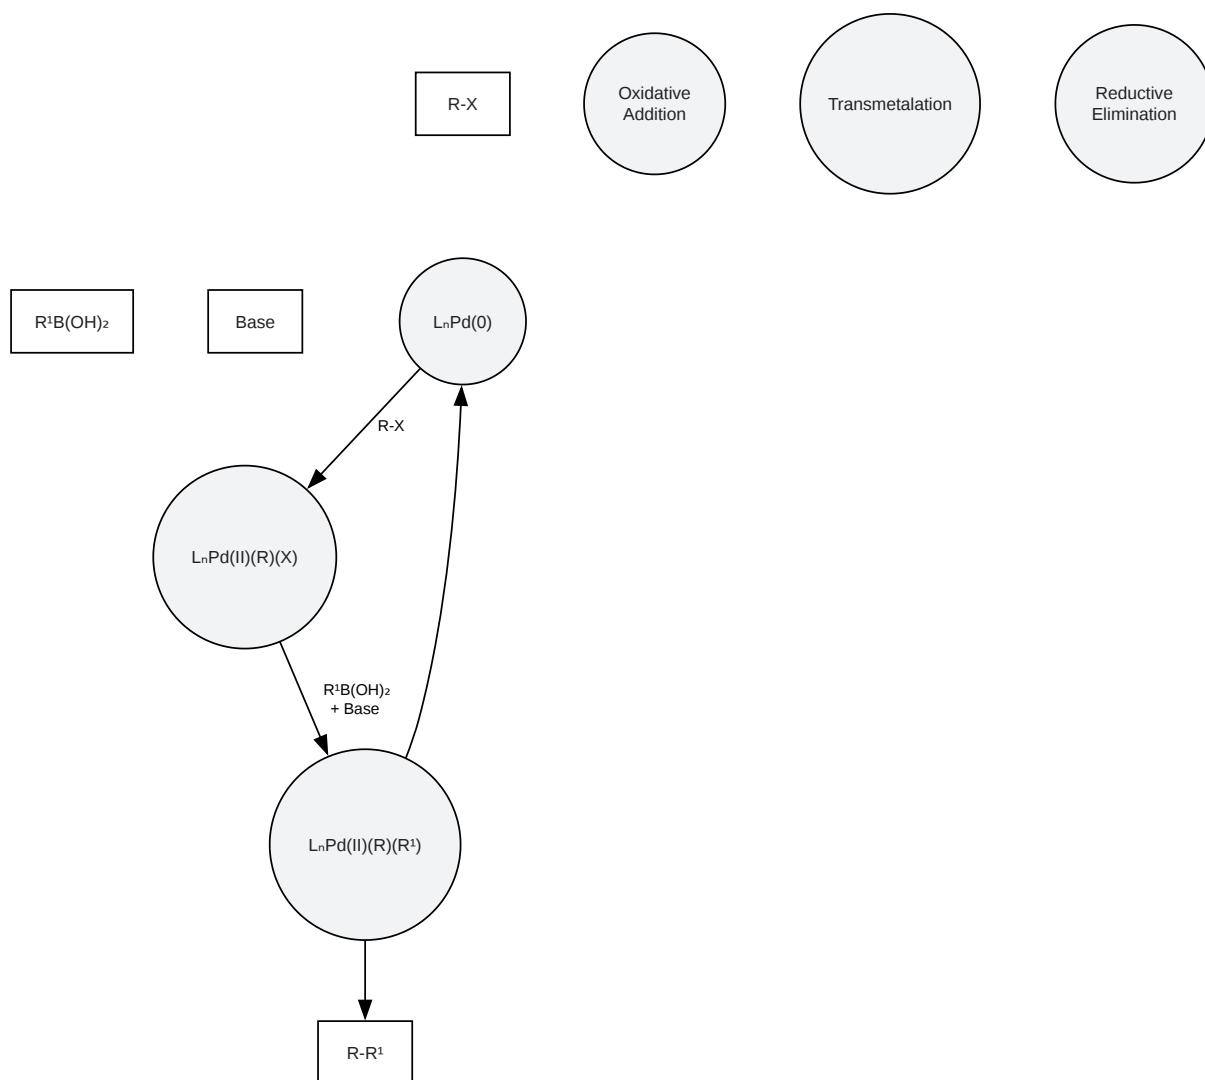 R-X
Oxidative
Addition
Transmetalation
Reductive
Elimination
R¹B(OH)₂
Base
LₙPd(0)
R-X
LₙPd(II)(R)(X)
R¹B(OH)₂
+ Base
LₙPd(II)(R)(R¹)
R-R¹